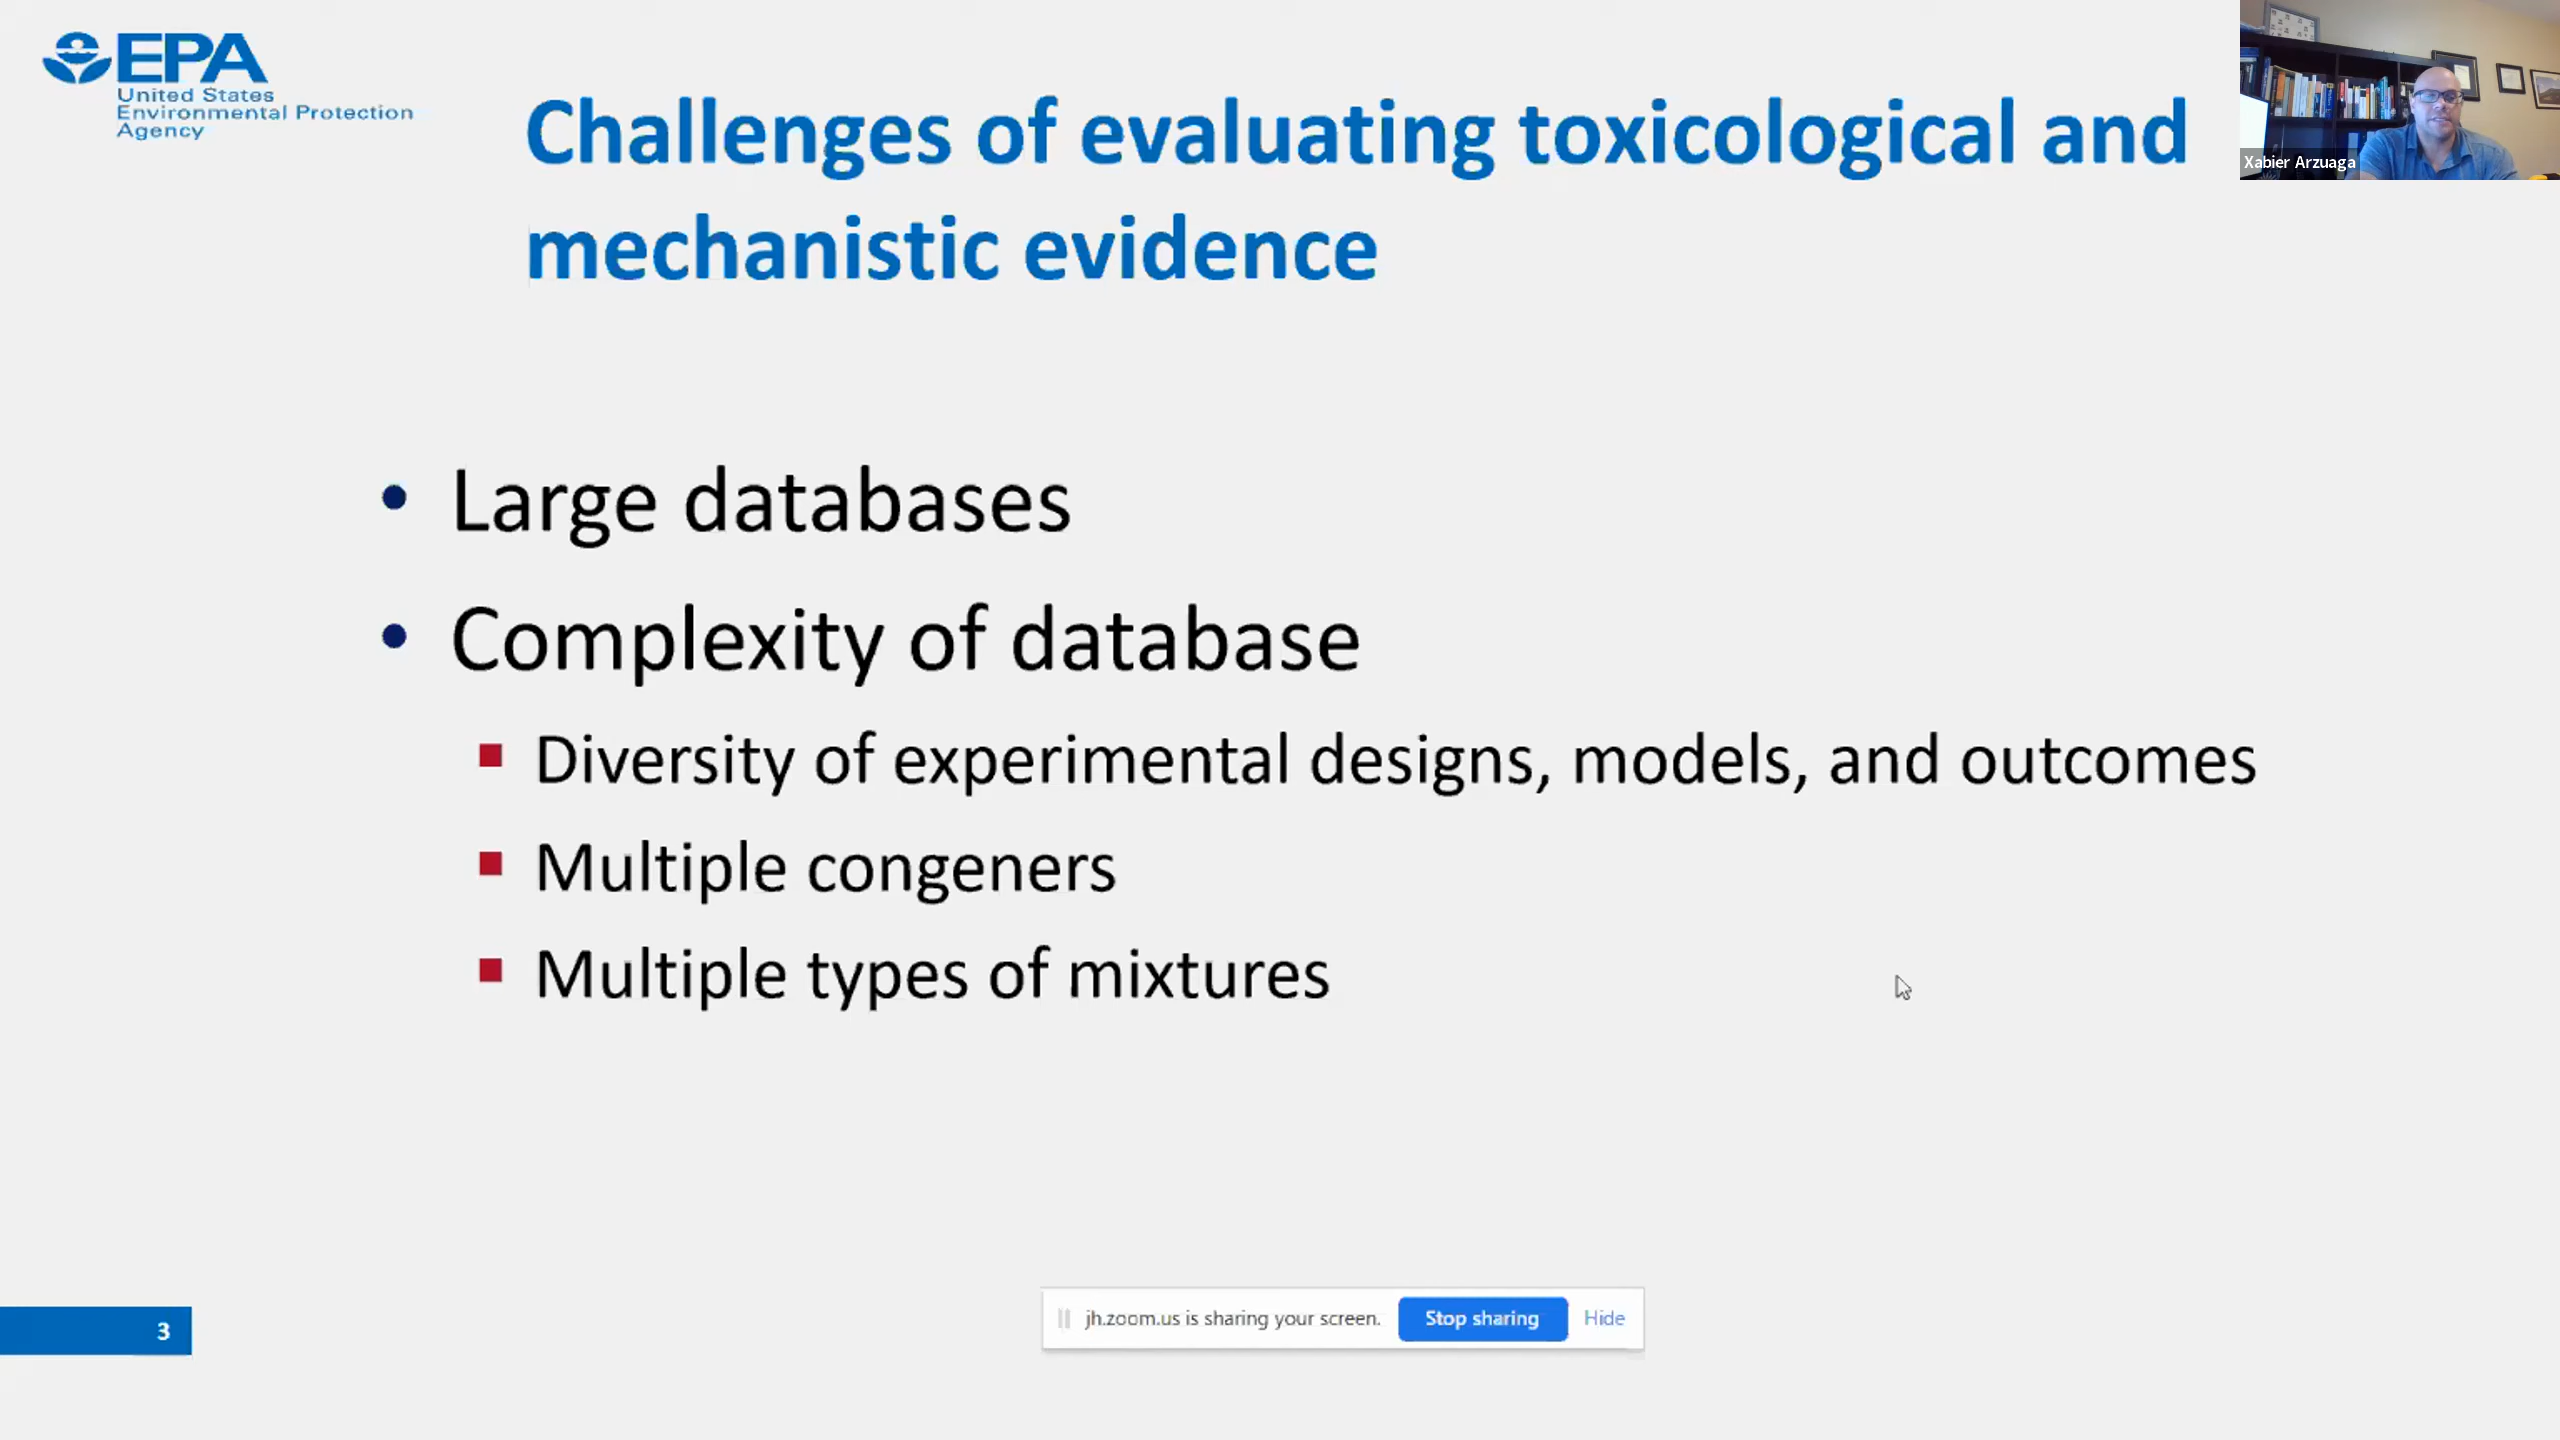 EPA
United States
Environmental Protection
Agency
Challenges of evaluating toxicological and
mechanistic evidence
Xabier Arzuaga
• Large databases
• Complexity of database
▪ Diversity of experimental designs, models, and outcomes
▪ Multiple congeners
▪ Multiple types of mixtures
3
jh.zoom.us is sharing your screen. Stop sharing Hide